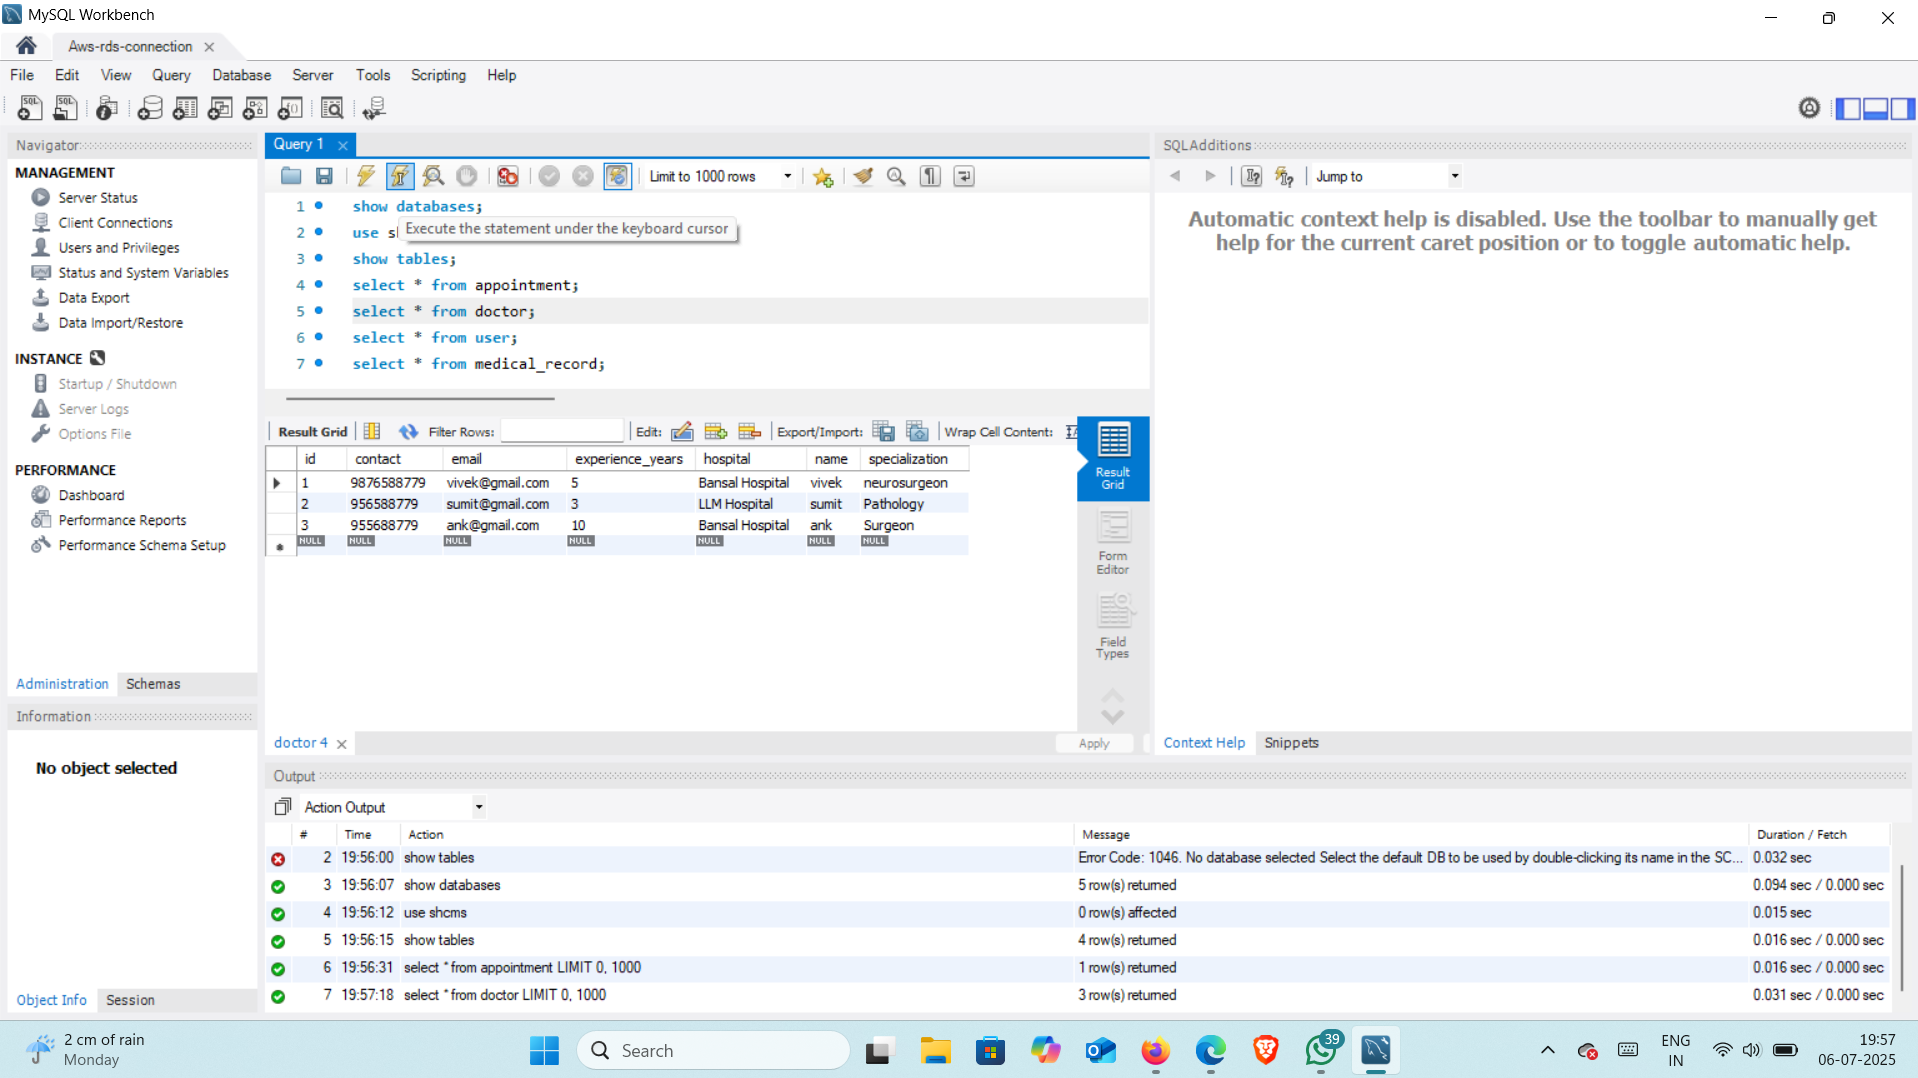 MySQL Workbench
Aws-rds-connection
File Edit View Query Database Server Tools Scripting Help
Navigator
MANAGEMENT
Server Status
Client Connections
Users and Privileges
Status and System Variables
Data Export
Data Import/Restore
INSTANCE
Startup / Shutdown
Server Logs
Options File
PERFORMANCE
Dashboard
Performance Reports
Performance Schema Setup
Administration Schemas
Information
No object selected
Object Info Session
Query 1
Limit to 1000 rows
1 show databases;
2 use s
Execute the statement under the keyboard cursor
3 show tables;
4 select * from appointment;
5 select * from doctor;
6 select * from user;
7 select * from medical_record;
Result Grid Filter Rows: Edit: Export/Import: Wrap Cell Content:
id contact email experience_years hospital name specialization
1 9876588779 vivek@gmail.com 5 Bansal Hospital vivek neurosurgeon
2 956588779 sumit@gmail.com 3 LLM Hospital sumit Pathology
3 955688779 ank@gmail.com 10 Bansal Hospital ank Surgeon
NULL NULL NULL NULL NULL NULL NULL
Result Grid
Form Editor
Field Types
doctor 4
Apply
SQLAdditions
Jump to
Automatic context help is disabled. Use the toolbar to manually get
help for the current caret position or to toggle automatic help.
Context Help Snippets
Output
Action Output
# Time Action Message Duration / Fetch
2 19:56:00 show tables Error Code: 1046. No database selected Select the default DB to be used by double-clicking its name in the SC... 0.032 sec
3 19:56:07 show databases 5 row(s) returned 0.094 sec / 0.000 sec
4 19:56:12 use shcms 0 row(s) affected 0.015 sec
5 19:56:15 show tables 4 row(s) returned 0.016 sec / 0.000 sec
6 19:56:31 select * from appointment LIMIT 0, 1000 1 row(s) returned 0.016 sec / 0.000 sec
7 19:57:18 select * from doctor LIMIT 0, 1000 3 row(s) returned 0.031 sec / 0.000 sec
2 cm of rain
Monday
Search
39
ENG
IN
19:57
06-07-2025